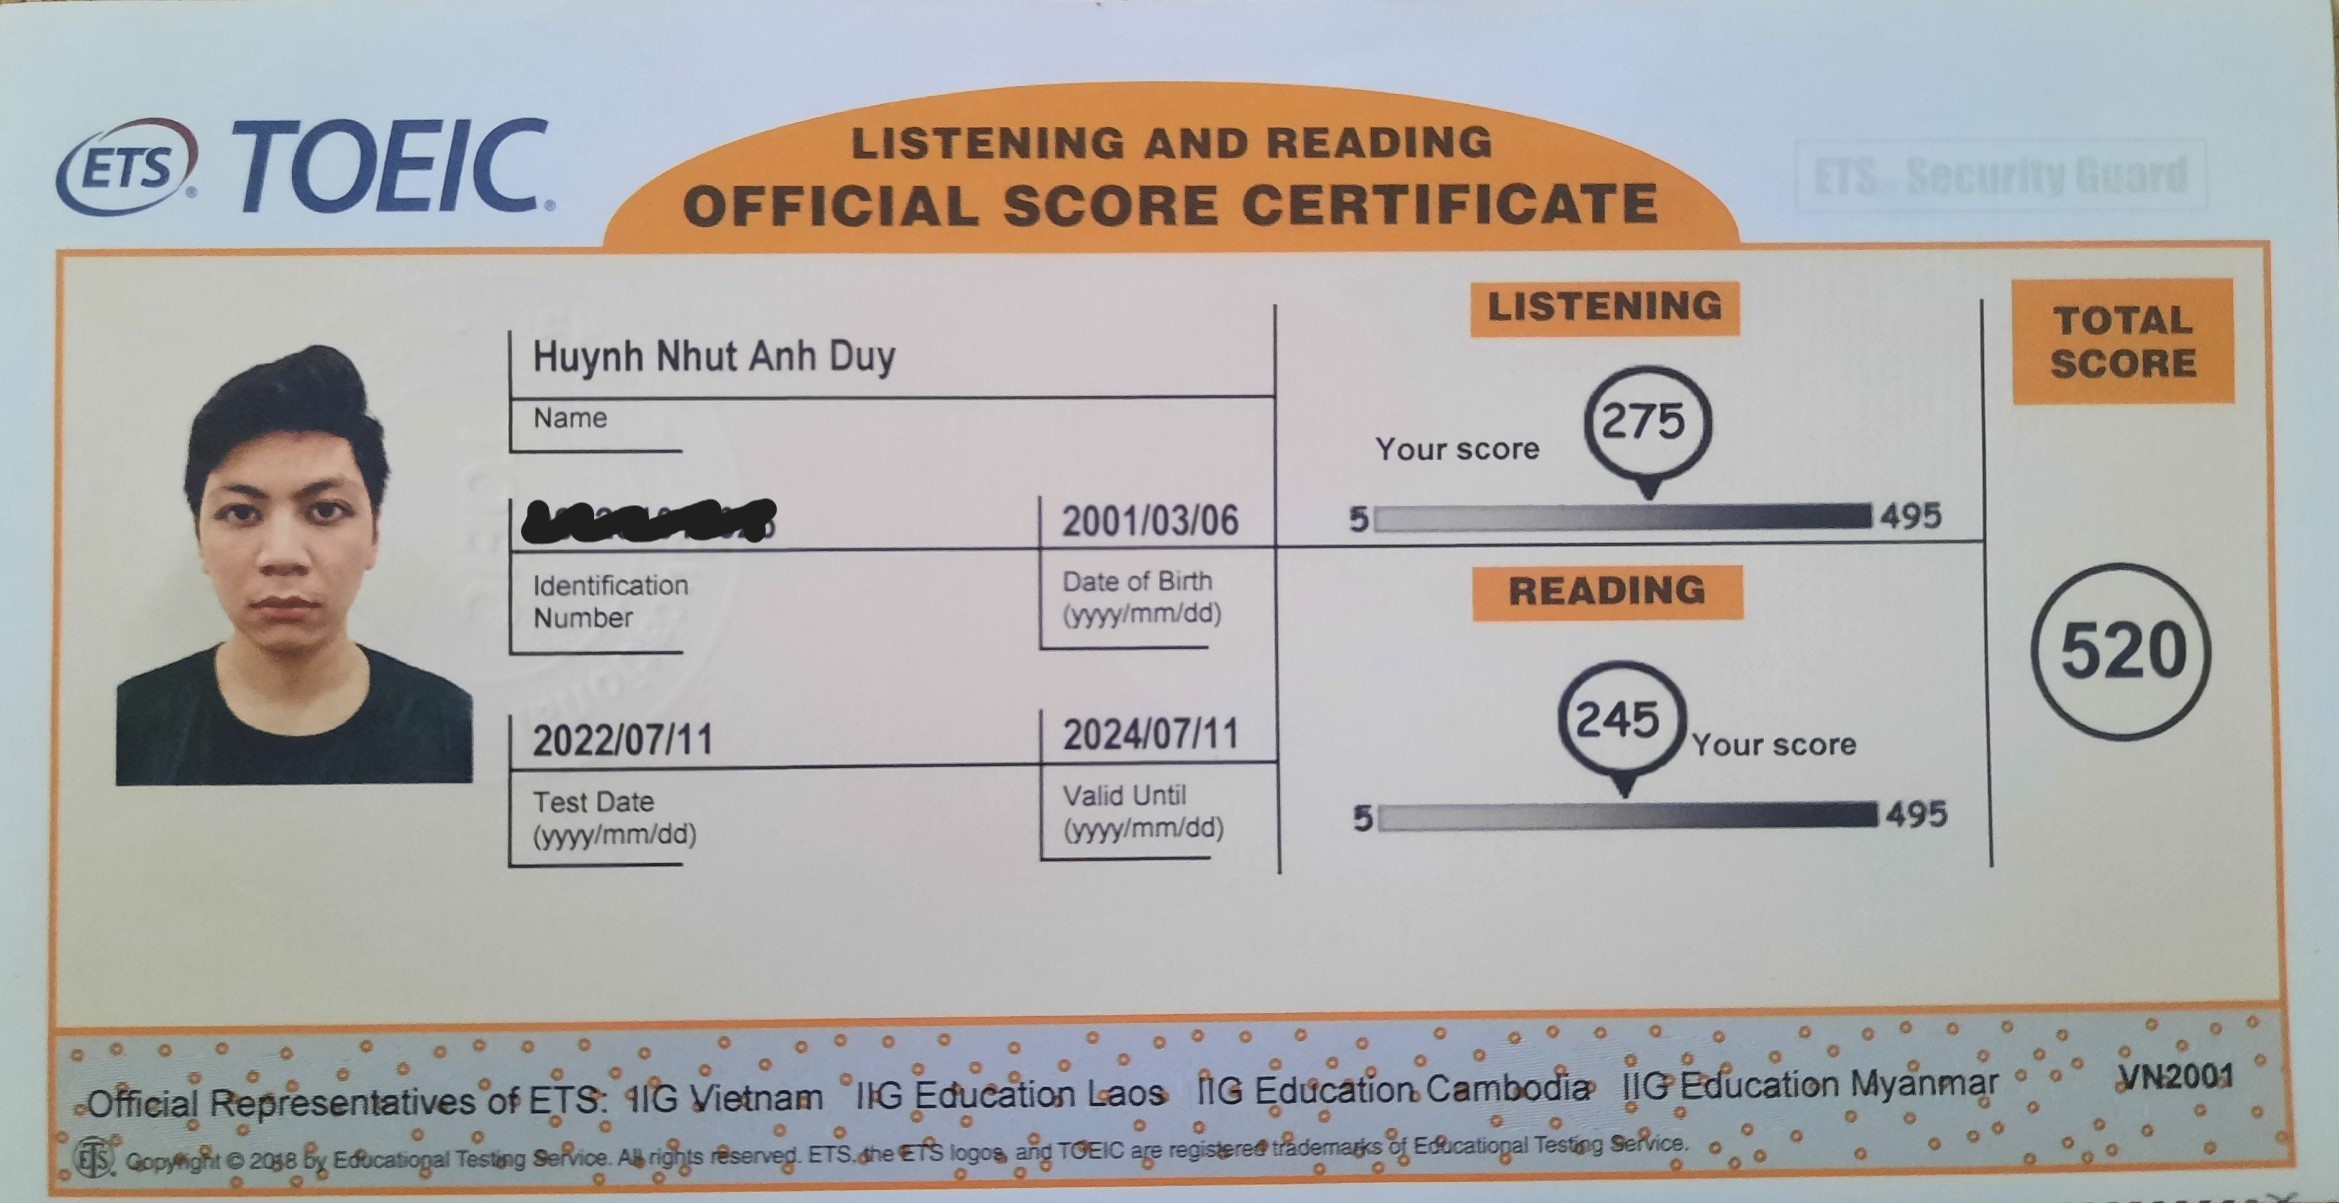 ETS® TOEIC®
LISTENING AND READING
OFFICIAL SCORE CERTIFICATE
ETS® Security Guard
Huynh Nhut Anh Duy
Name
Identification
Number
2001/03/06
Date of Birth
(yyyy/mm/dd)
2022/07/11
Test Date
(yyyy/mm/dd)
2024/07/11
Valid Until
(yyyy/mm/dd)
LISTENING
Your score
275
5
495
READING
245
Your score
5
495
TOTAL
SCORE
520
Official Representatives of ETS: IIG Vietnam IIG Education Laos IIG Education Cambodia IIG Education Myanmar
VN2001
ETS® Copyright © 2018 by Educational Testing Service. All rights reserved. ETS, the ETS logos, and TOEIC are registered trademarks of Educational Testing Service.